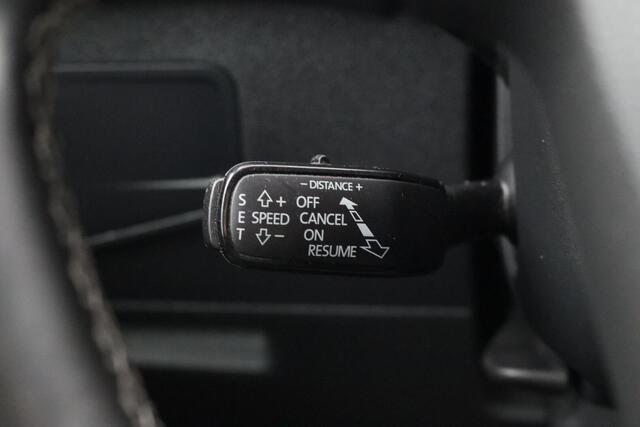 - DISTANCE +
S + OFF
E SPEED CANCEL
T - ON
RESUME